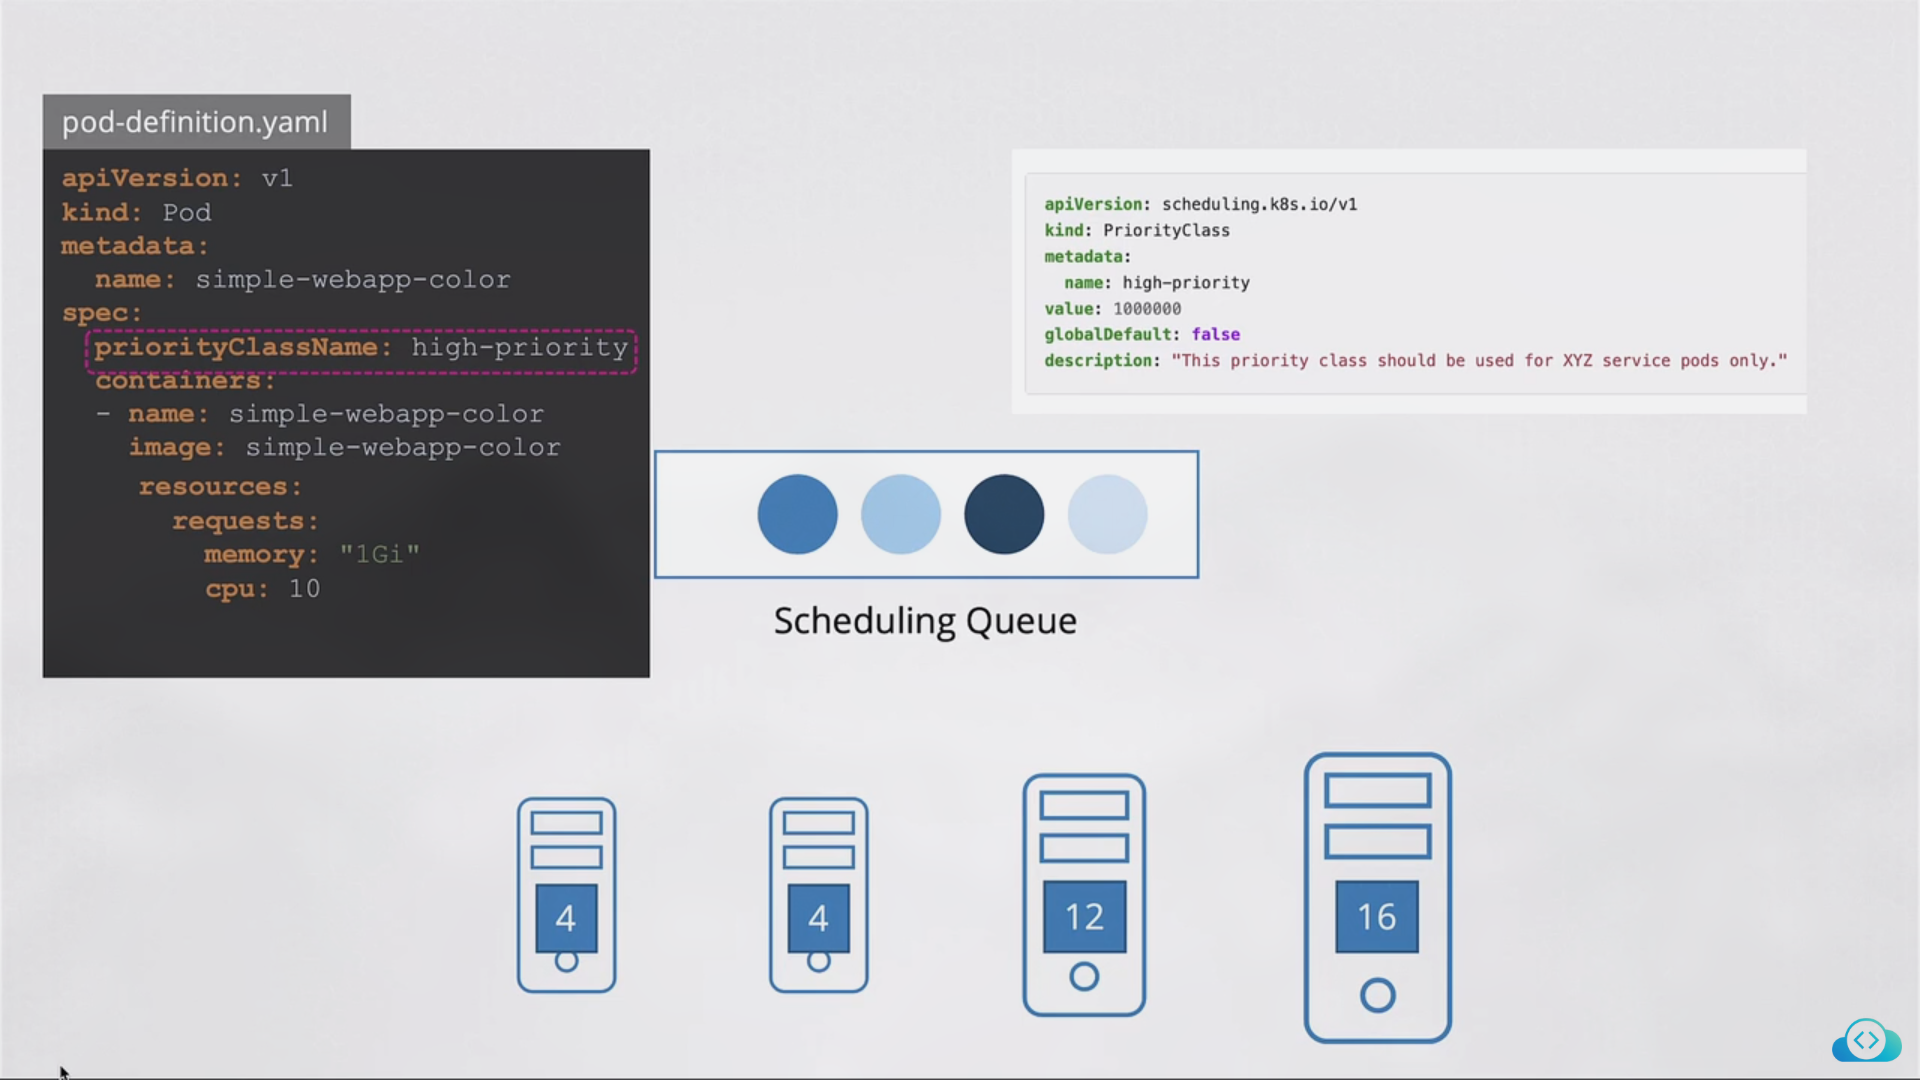 pod-definition.yaml
apiVersion: v1
kind: Pod
metadata:
  name: simple-webapp-color
spec:
  priorityClassName: high-priority
  containers:
  - name: simple-webapp-color
    image: simple-webapp-color
    resources:
      requests:
        memory: "1Gi"
        cpu: 10
apiVersion: scheduling.k8s.io/v1
kind: PriorityClass
metadata:
  name: high-priority
value: 1000000
globalDefault: false
description: "This priority class should be used for XYZ service pods only."
Scheduling Queue
4
4
12
16